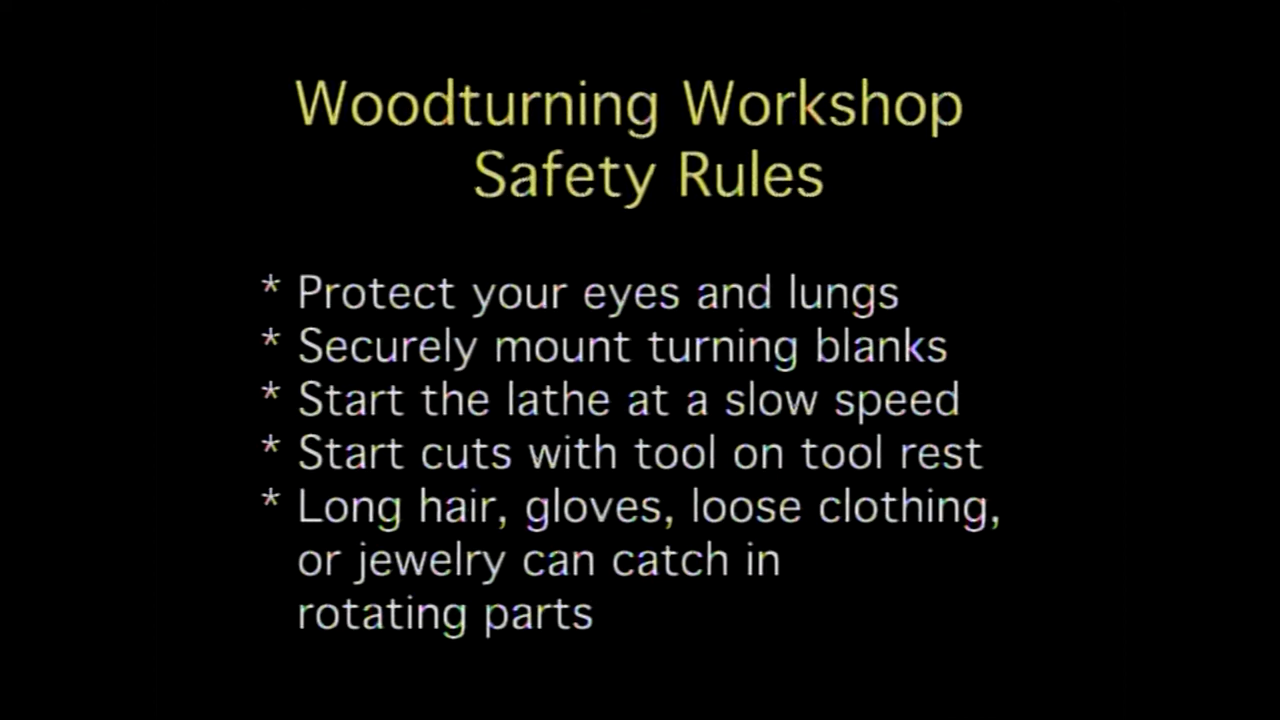 Woodturning Workshop
Safety Rules
* Protect your eyes and lungs
* Securely mount turning blanks
* Start the lathe at a slow speed
* Start cuts with tool on tool rest
* Long hair, gloves, loose clothing,
or jewelry can catch in
rotating parts